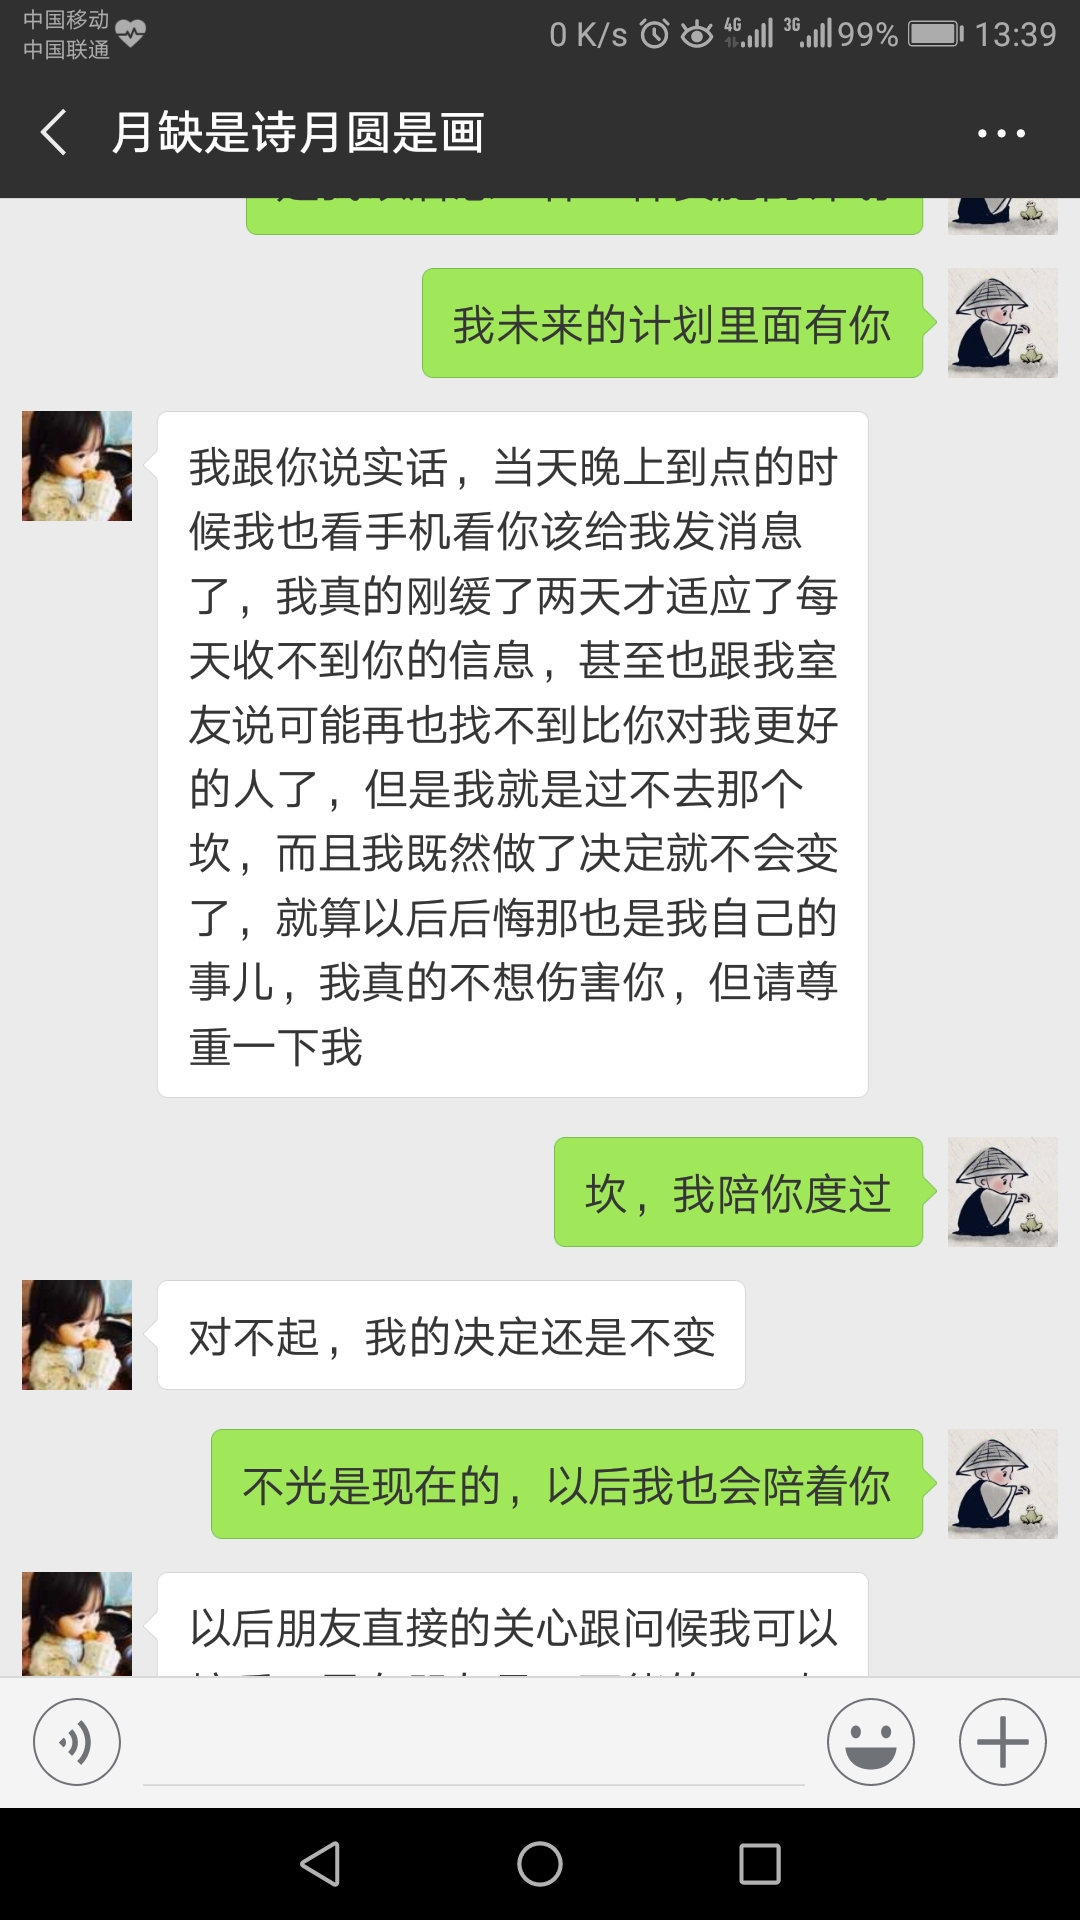 中国移动
中国联通
0 K/s 4G 3G 99% 13:39
月缺是诗月圆是画
我未来的计划里面有你
我跟你说实话，当天晚上到点的时
候我也看手机看你该给我发消息
了，我真的刚缓了两天才适应了每
天收不到你的信息，甚至也跟我室
友说可能再也找不到比你对我更好
的人了，但是我就是过不去那个
坎，而且我既然做了决定就不会变
了，就算以后后悔那也是我自己的
事儿，我真的不想伤害你，但请尊
重一下我
坎，我陪你度过
对不起，我的决定还是不变
不光是现在的，以后我也会陪着你
以后朋友直接的关心跟问候我可以